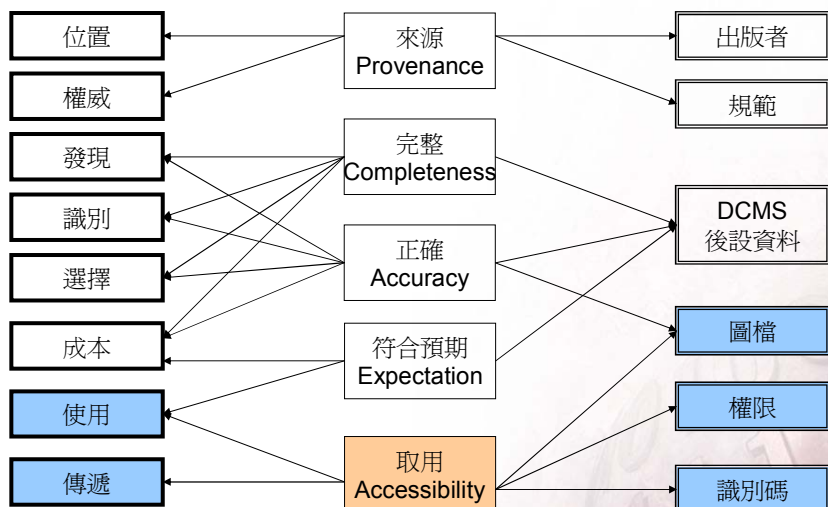 位置
權威
發現
識別
選擇
成本
使用
傳遞
來源
Provenance
完整
Completeness
正確
Accuracy
符合預期
Expectation
取用
Accessibility
出版者
規範
DCMS
後設資料
圖檔
權限
識別碼